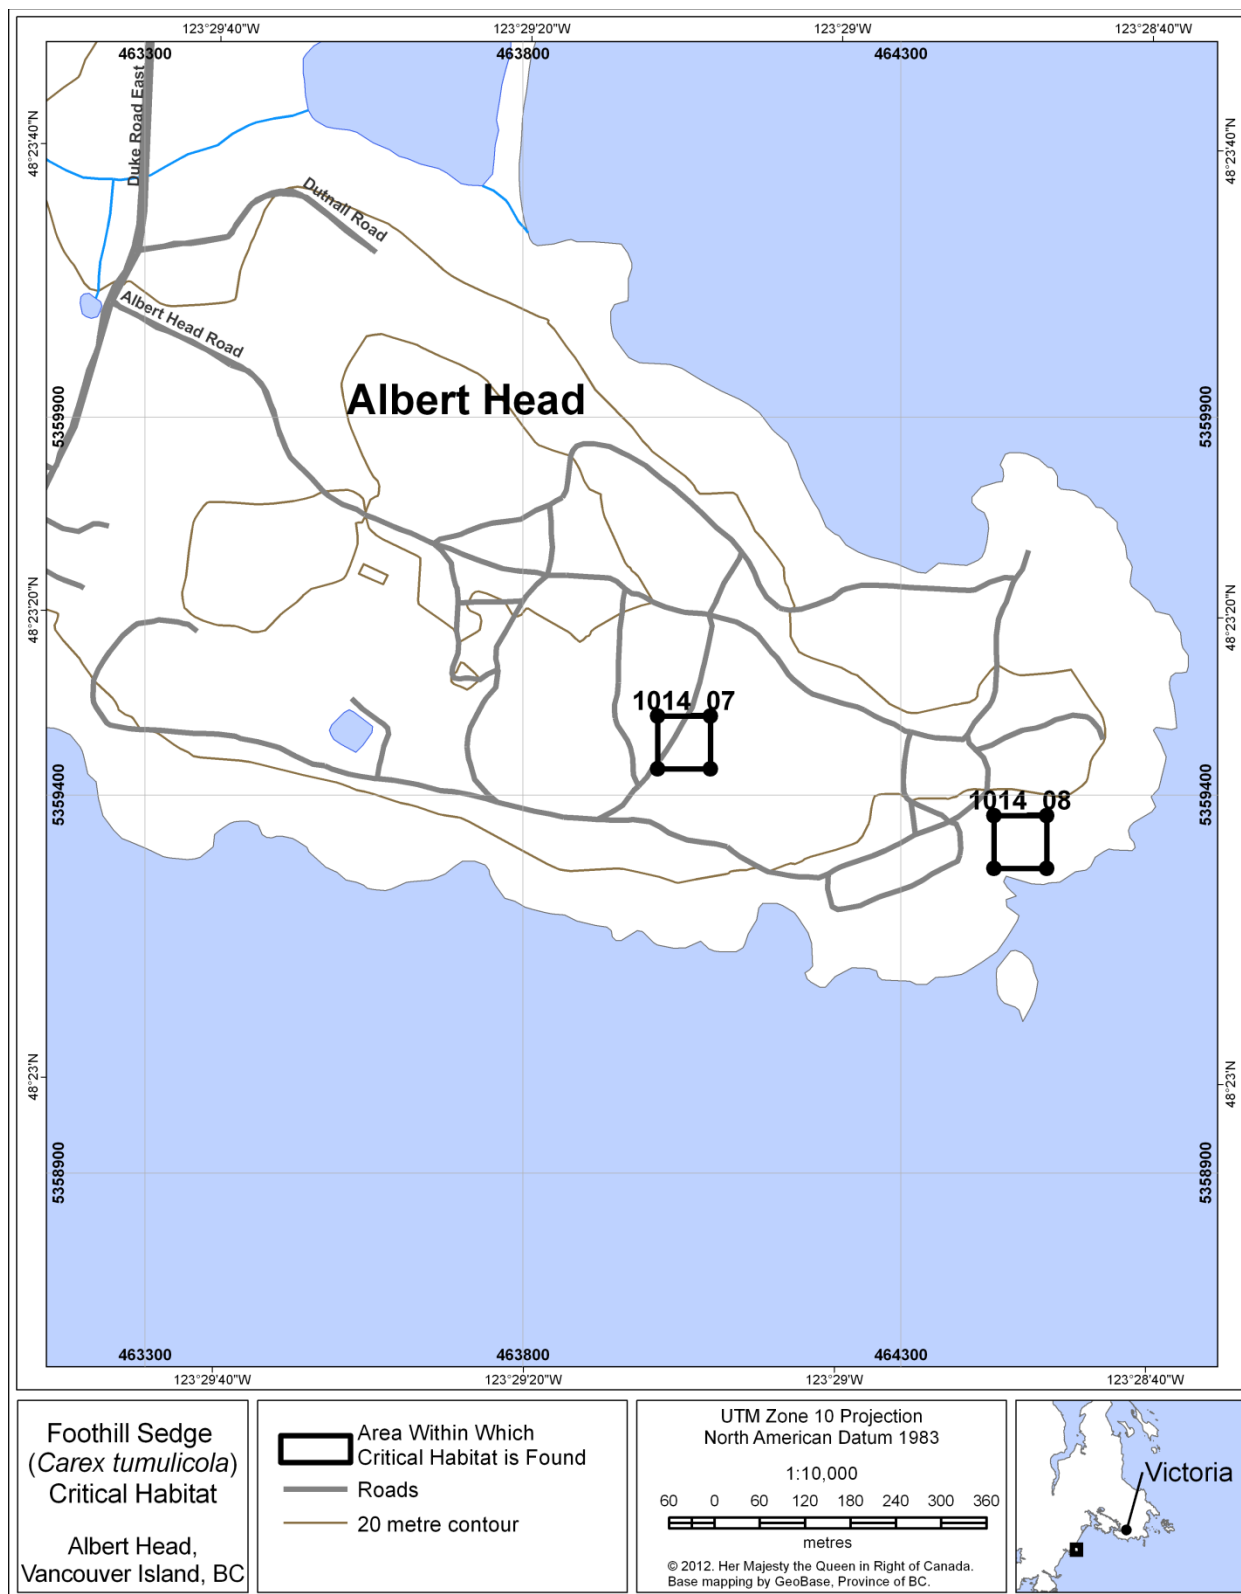 123°29'40"W
123°29'20"W
123°29'W
123°28'40"W
463300
463800
464300
48°23'40"N
48°23'40"N
Duke Road East
Dutnall Road
Albert Head Road
Albert Head
5359900
5359900
48°23'20"N
48°23'20"N
1014_07
5359400
5359400
1014_08
48°23'N
48°23'N
5358900
5358900
463300
463800
464300
123°29'40"W
123°29'20"W
123°29'W
123°28'40"W
Foothill Sedge
(Carex tumulicola)
Critical Habitat
Albert Head,
Vancouver Island, BC
Area Within Which
Critical Habitat is Found
Roads
20 metre contour
UTM Zone 10 Projection
North American Datum 1983
1:10,000
60 0 60 120 180 240 300 360
metres
© 2012. Her Majesty the Queen in Right of Canada.
Base mapping by GeoBase, Province of BC.
Victoria